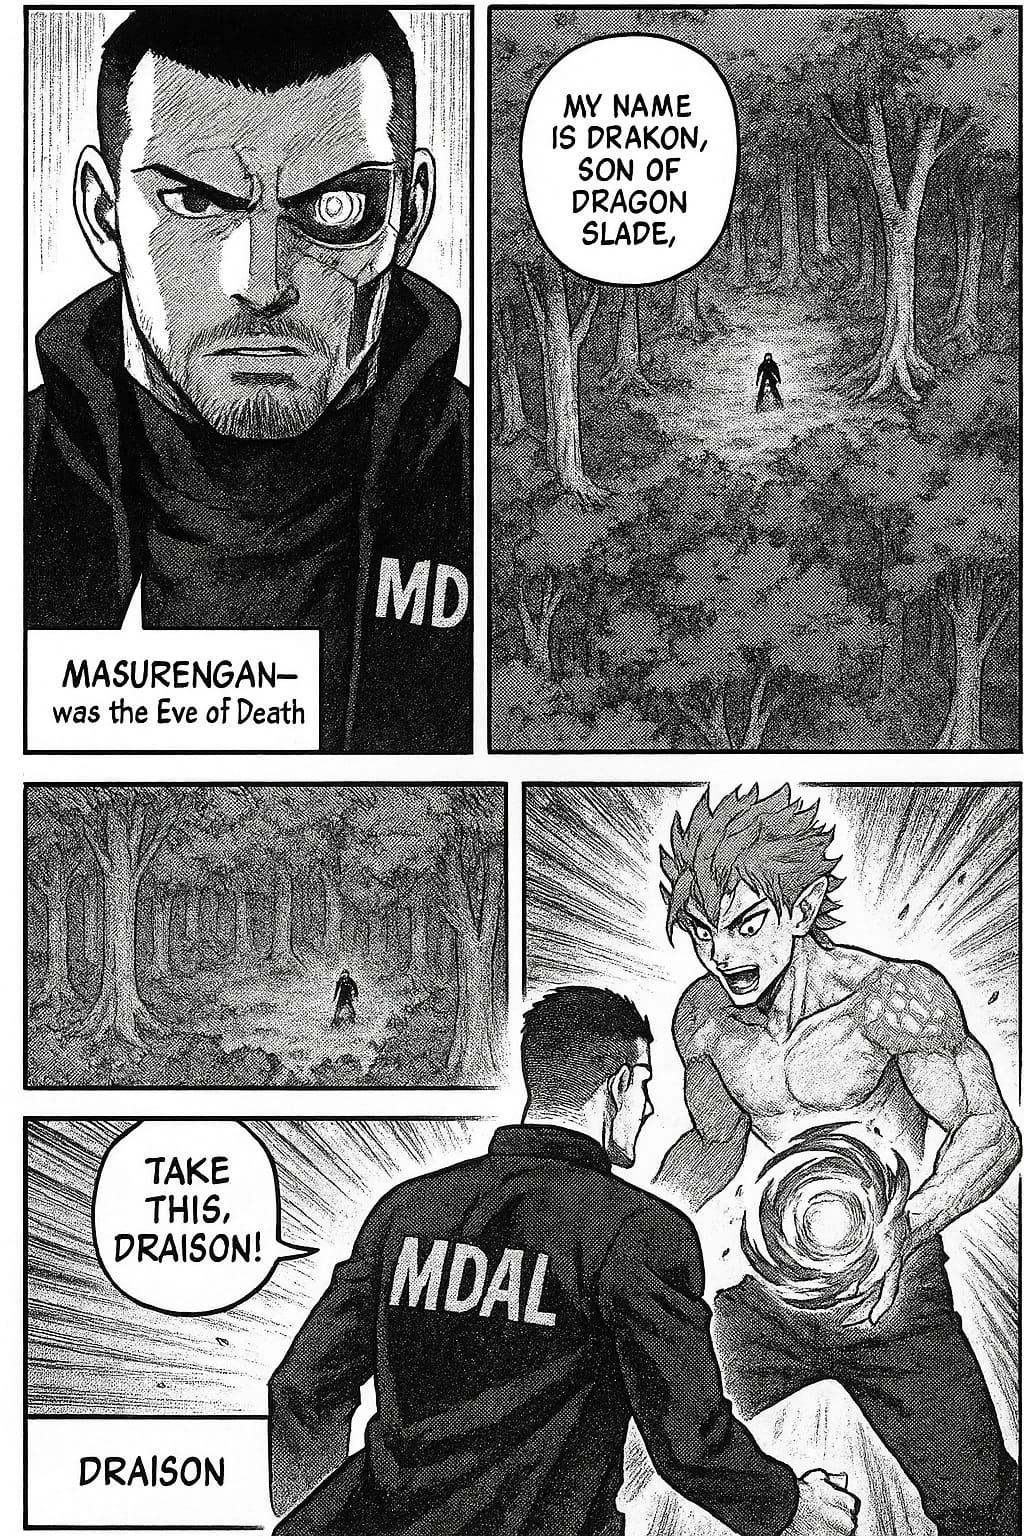 MD
MASURENGAN—
was the Eve of Death
MY NAME
IS DRAKON,
SON OF
DRAGON
SLADE,
TAKE
THIS,
DRAISON!
MDAL
DRAISON